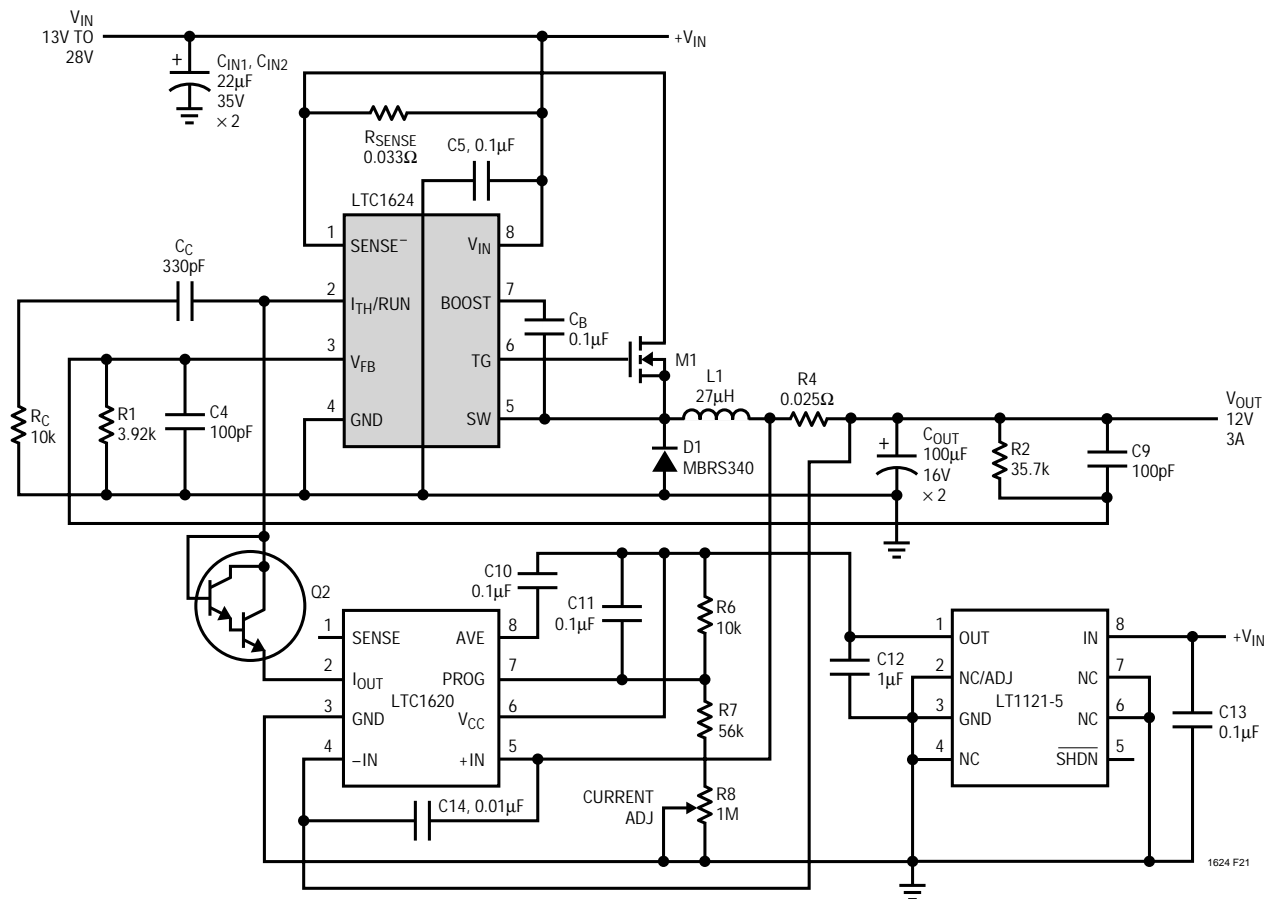 VIN
13V TO
28V
+VIN
+
CIN1, CIN2
22µF
35V
× 2
RSENSE
0.033Ω
C5, 0.1µF
LTC1624
1
SENSE–
VIN
8
CC
330pF
2
ITH/RUN
BOOST
7
CB
0.1µF
3
VFB
TG
6
M1
4
GND
SW
5
L1
27µH
R4
0.025Ω
VOUT
12V
3A
RC
10k
R1
3.92k
C4
100pF
D1
MBRS340
+
COUT
100µF
16V
× 2
R2
35.7k
C9
100pF
Q2
C10
0.1µF
C11
0.1µF
R6
10k
1
SENSE
AVE
8
2
IOUT
PROG
7
LTC1620
3
GND
VCC
6
4
–IN
+IN
5
R7
56k
C14, 0.01µF
CURRENT
ADJ
R8
1M
C12
1µF
1
OUT
IN
8
+VIN
2
NC/ADJ
NC
7
LT1121-5
3
GND
NC
6
4
NC
SHDN
5
C13
0.1µF
1624 F21